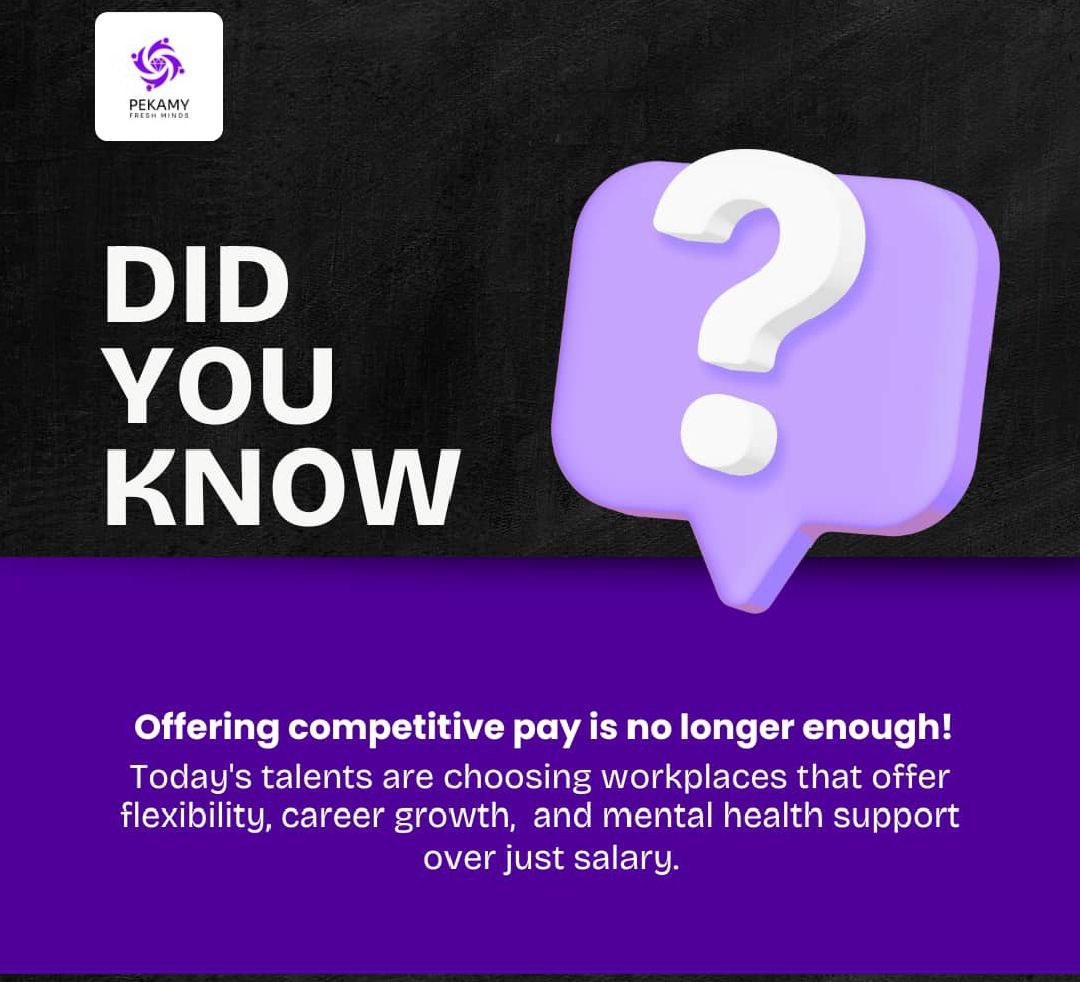 PEKAMY
FRESH MINDS
DID
YOU
KNOW
?
Offering competitive pay is no longer enough!
Today's talents are choosing workplaces that offer
flexibility, career growth,  and mental health support
over just salary.